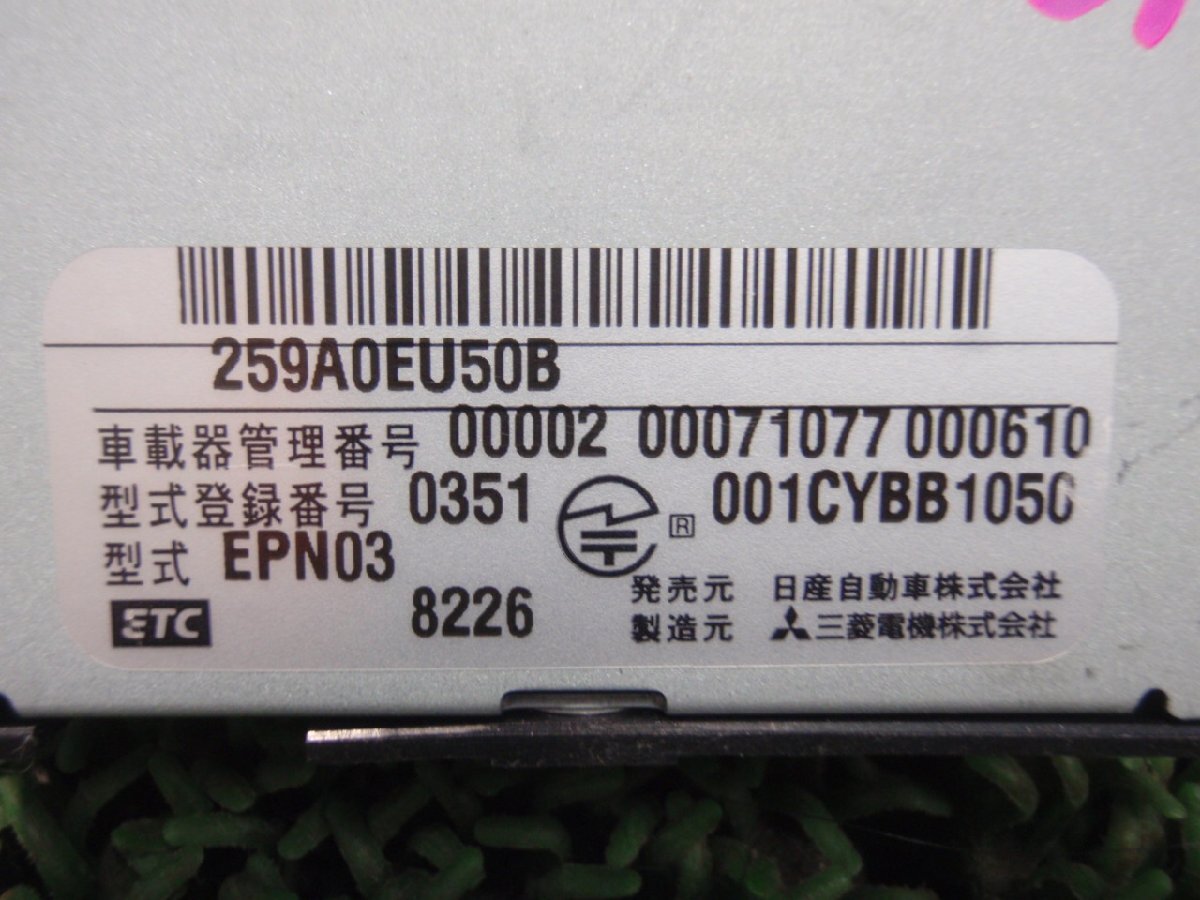 259A0EU50B
車載器管理番号 00002 00071077 000610
型式登録番号 0351 R 001CYBB1050
型式 EPN03
ETC 8226
発売元 日産自動車株式会社
製造元 三菱電機株式会社